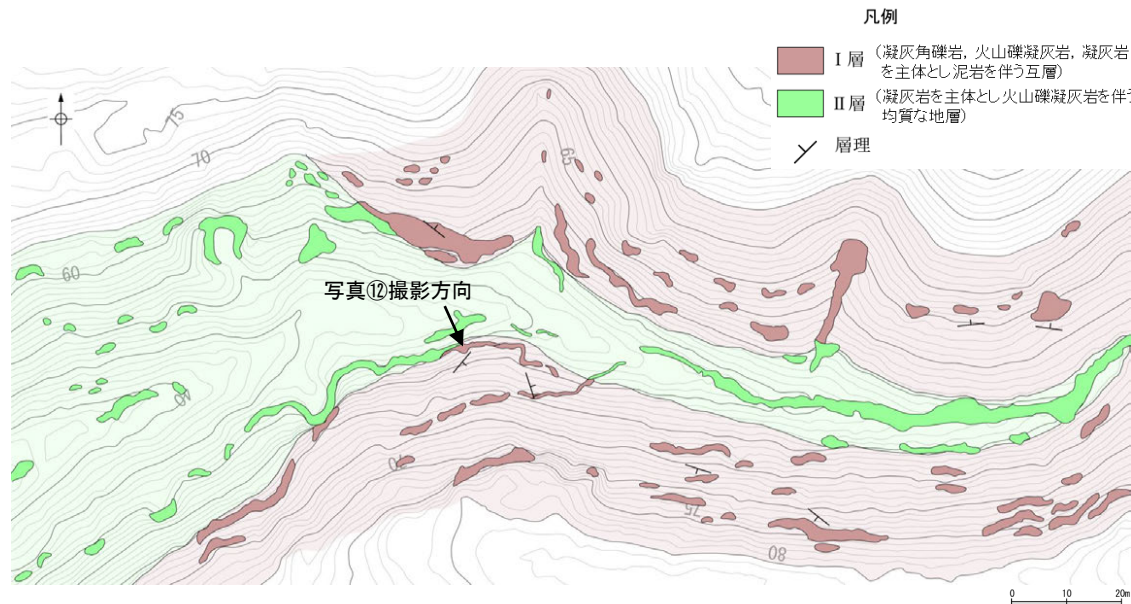 凡例
I 層 (凝灰角礫岩, 火山礫凝灰岩, 凝灰岩
を主体とし泥岩を伴う互層)
II 層 (凝灰岩を主体とし火山礫凝灰岩を伴う
均質な地層)
層理
75
70
65
60
写真⑫撮影方向
40
70
75
80
0 10 20m